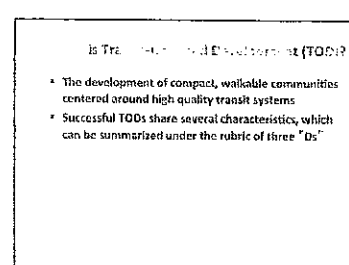 is (TOD)?
• The development of compact, walkable communities
centered around high quality transit systems
• Successful TODs share several characteristics, which
can be summarized under the rubric of three "Ds"